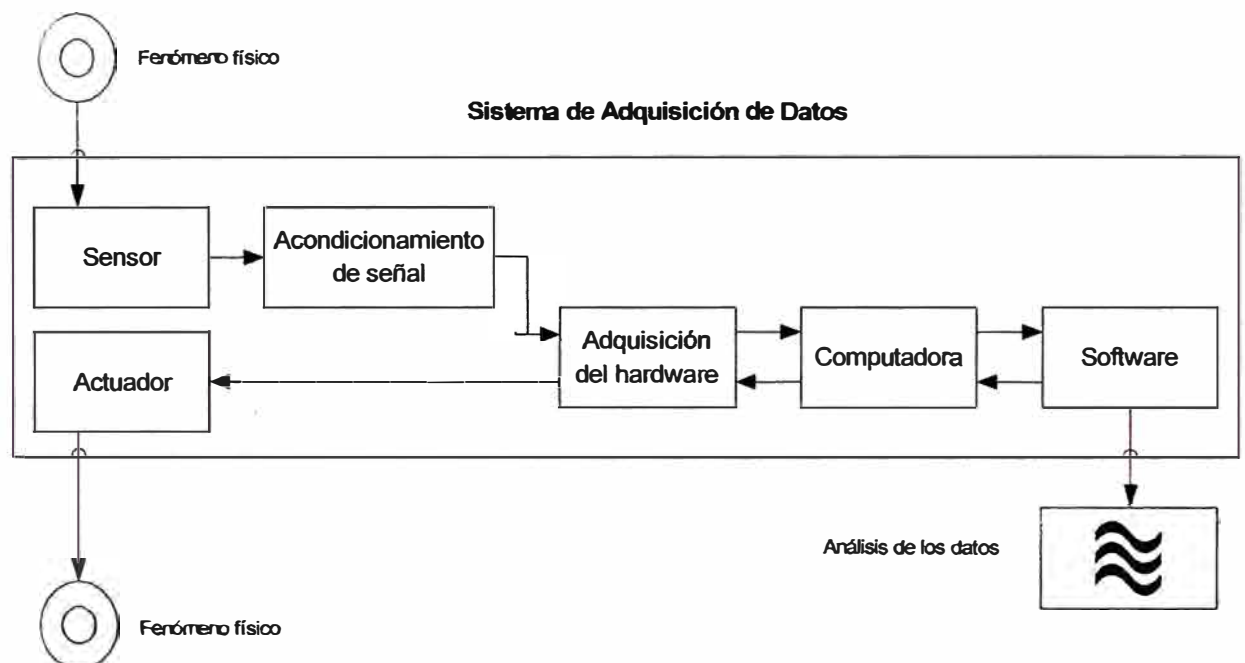 Fenómeno físico
Sistema de Adquisición de Datos
Sensor
Acondicionamiento
de señal
Adquisición
del hardware
Computadora
Software
Actuador
Análisis de los datos
Fenómeno físico